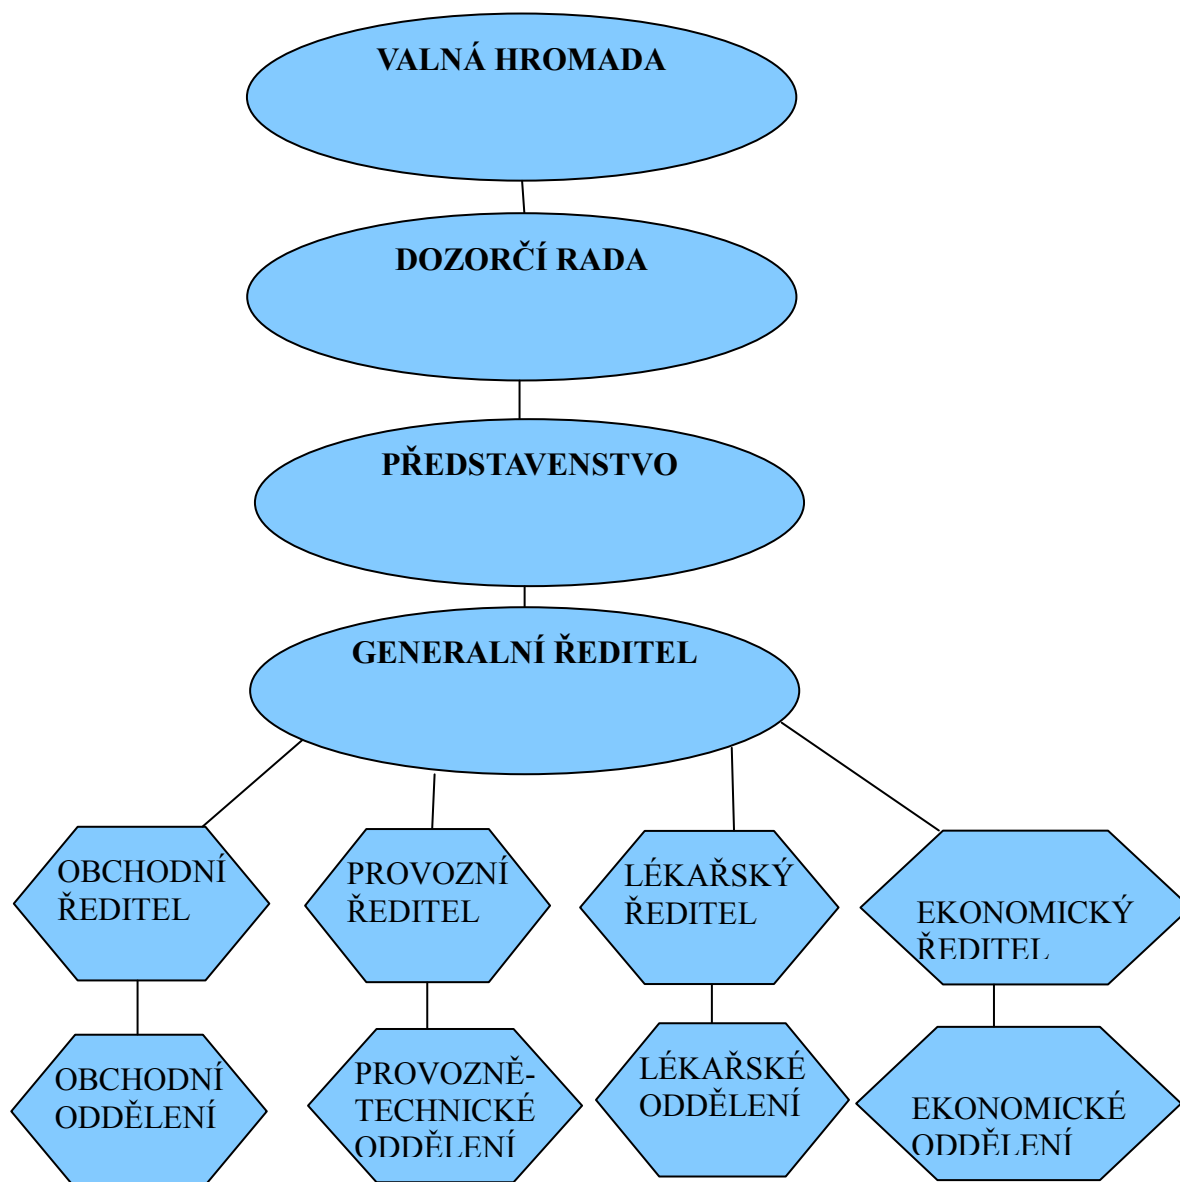 VALNÁ HROMADA
DOZORČÍ RADA
PŘEDSTAVENSTVO
GENERALNÍ ŘEDITEL
OBCHODNÍ
ŘEDITEL
PROVOZNÍ
ŘEDITEL
LÉKAŘSKÝ
ŘEDITEL
EKONOMICKÝ
ŘEDITEL
OBCHODNÍ
ODDĚLENÍ
PROVOZNĚ-
TECHNICKÉ
ODDĚLENÍ
LÉKAŘSKÉ
ODDĚLENÍ
EKONOMICKÉ
ODDĚLENÍ